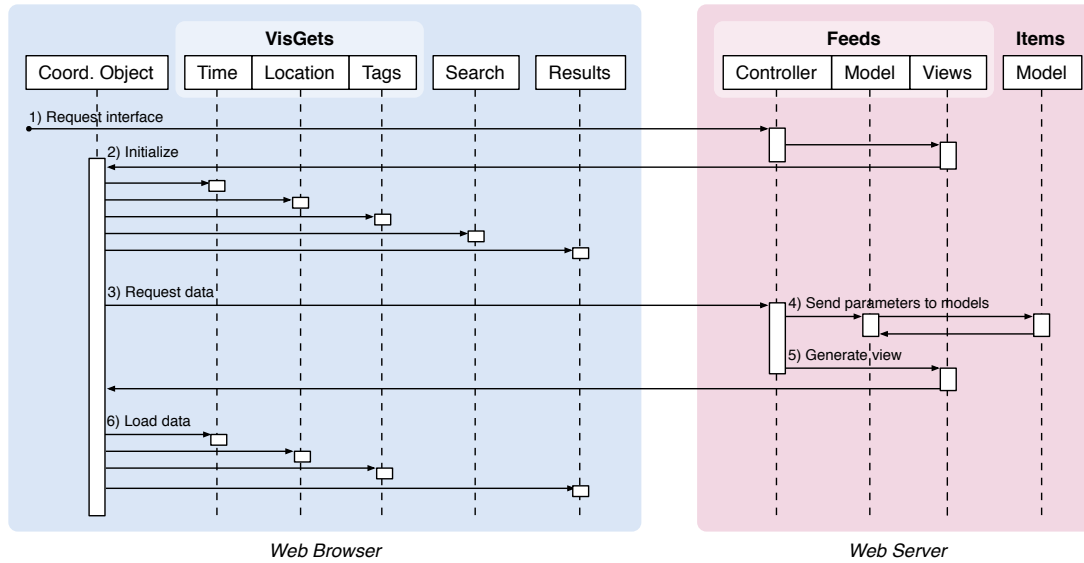 VisGets
Feeds
Items
Coord. Object
Time
Location
Tags
Search
Results
Controller
Model
Views
Model
1) Request interface
2) Initialize
3) Request data
4) Send parameters to models
5) Generate view
6) Load data
Web Browser
Web Server